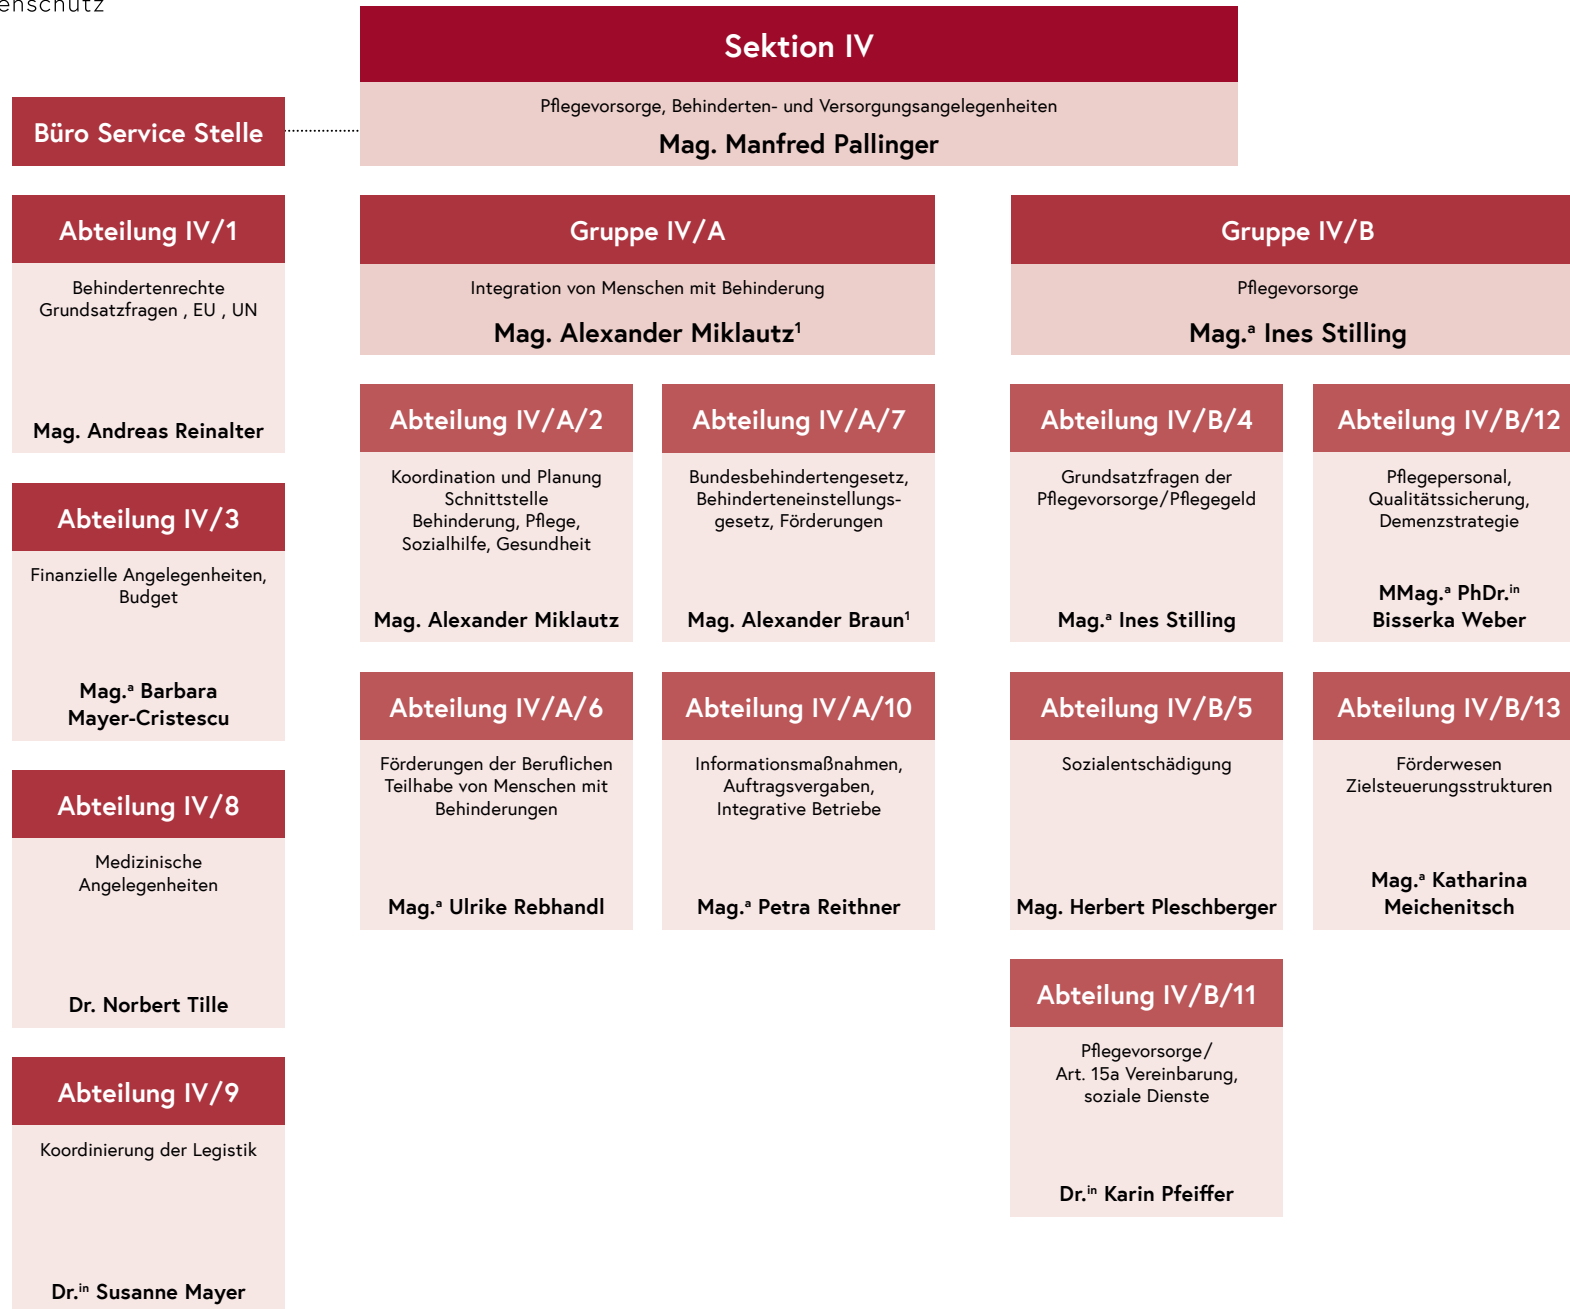 Sektion IV
Pflegevorsorge, Behinderten- und Versorgungsangelegenheiten
Mag. Manfred Pallinger
Büro Service Stelle
Abteilung IV/1
Behindertenrechte
Grundsatzfragen , EU , UN
Mag. Andreas Reinalter
Abteilung IV/3
Finanzielle Angelegenheiten,
Budget
Mag.ª Barbara
Mayer-Cristescu
Abteilung IV/8
Medizinische
Angelegenheiten
Dr. Norbert Tille
Abteilung IV/9
Koordinierung der Legistik
Dr.ⁱⁿ Susanne Mayer
Gruppe IV/A
Integration von Menschen mit Behinderung
Mag. Alexander Miklautz¹
Abteilung IV/A/2
Koordination und Planung
Schnittstelle
Behinderung, Pflege,
Sozialhilfe, Gesundheit
Mag. Alexander Miklautz
Abteilung IV/A/7
Bundesbehindertengesetz,
Behinderteneinstellungs-
gesetz, Förderungen
Mag. Alexander Braun¹
Abteilung IV/A/6
Förderungen der Beruflichen
Teilhabe von Menschen mit
Behinderungen
Mag.ª Ulrike Rebhandl
Abteilung IV/A/10
Informationsmaßnahmen,
Auftragsvergaben,
Integrative Betriebe
Mag.ª Petra Reithner
Gruppe IV/B
Pflegevorsorge
Mag.ª Ines Stilling
Abteilung IV/B/4
Grundsatzfragen der
Pflegevorsorge/Pflegegeld
Mag.ª Ines Stilling
Abteilung IV/B/12
Pflegepersonal,
Qualitätssicherung,
Demenzstrategie
MMag.ª PhDr.ⁱⁿ
Bisserka Weber
Abteilung IV/B/5
Sozialentschädigung
Mag. Herbert Pleschberger
Abteilung IV/B/13
Förderwesen
Zielsteuerungsstrukturen
Mag.ª Katharina
Meichenitsch
Abteilung IV/B/11
Pflegevorsorge/
Art. 15a Vereinbarung,
soziale Dienste
Dr.ⁱⁿ Karin Pfeiffer